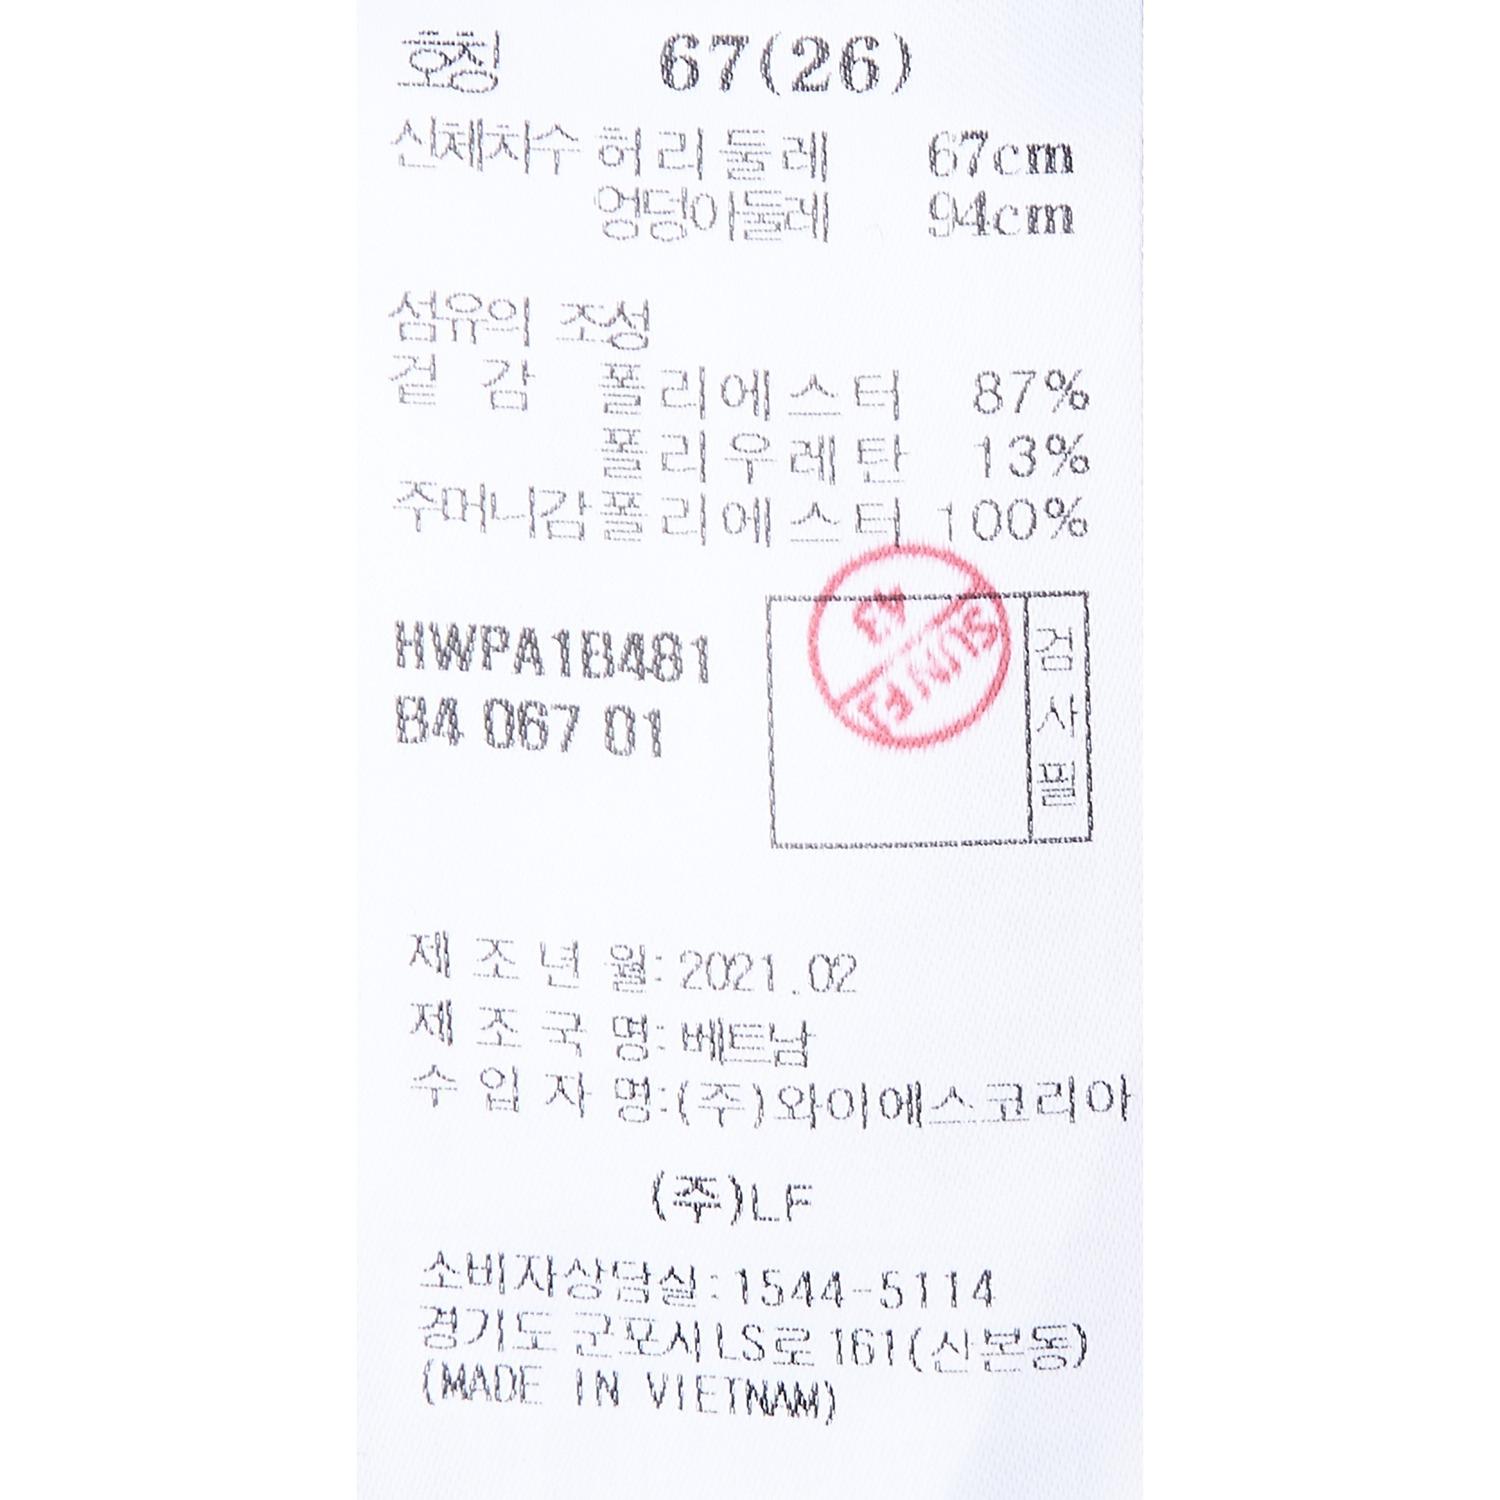 호칭 67(26)
신체치수 허리둘레 67cm
엉덩이둘레 94cm
섬유의 조성
겉 감 폴리에스터 87%
폴리우레탄 13%
주머니감 폴리에스터 100%
HWPA1B481
B4 067 01
검사필
제조년월: 2021.02
제조국명: 베트남
수입자명: (주)와이에스코리아
(주)LF
소비자상담실: 1544-5114
경기도 군포시 LS로 161(산본동)
(MADE IN VIETNAM)